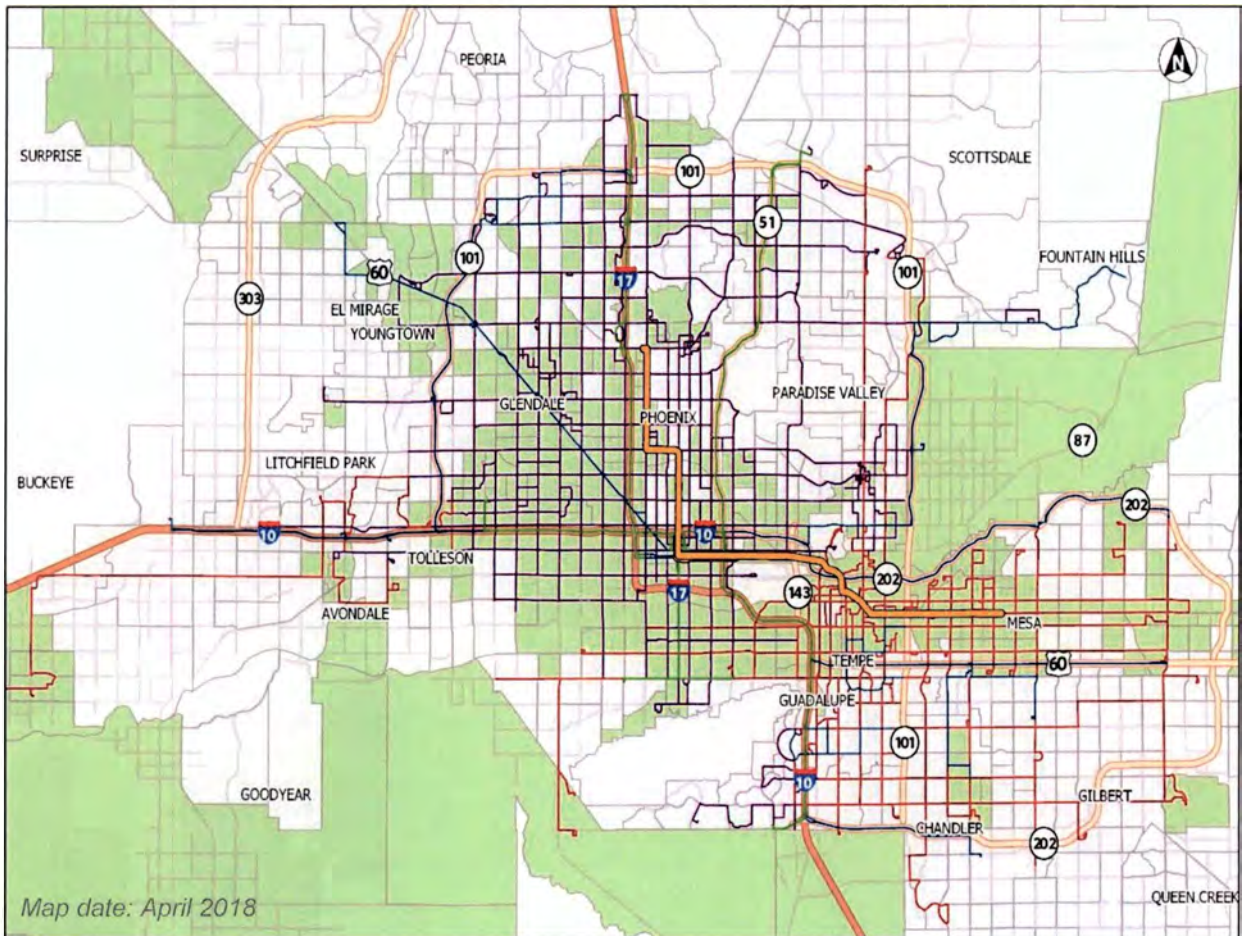 PEORIA
N
SURPRISE
SCOTTSDALE
101
51
101
60
17
101
FOUNTAIN HILLS
303
EL MIRAGE
YOUNGTOWN
PARADISE VALLEY
GLENDALE
PHOENIX
87
LITCHFIELD PARK
BUCKEYE
202
10
10
TOLLESON
202
17
143
AVONDALE
MESA
TEMPE
60
GUADALUPE
101
10
GOODYEAR
GILBERT
CHANDLER
202
QUEEN CREEK
Map date: April 2018